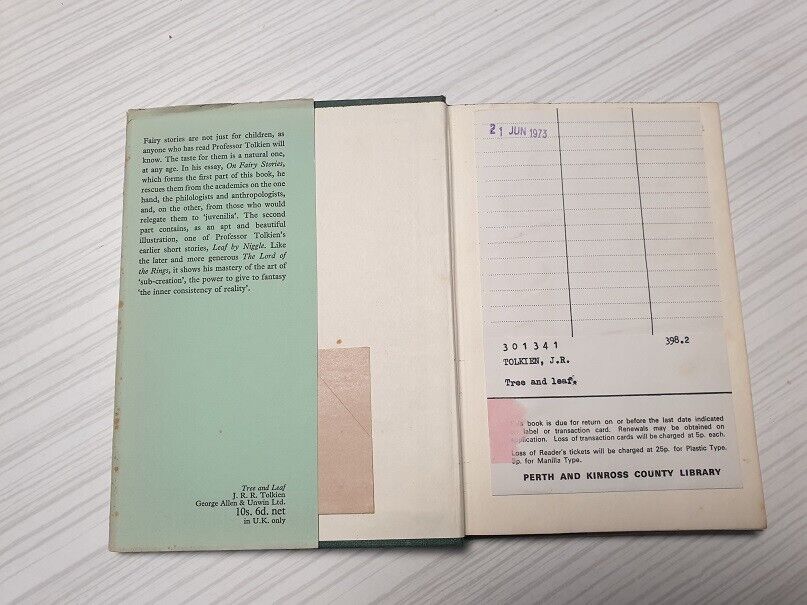 Fairy stories are not just for children, as
anyone who has read Professor Tolkien will
know. The taste for them is a natural one,
at any age. In his essay, On Fairy Stories,
which forms the first part of this book, he
rescues them from the academics on the one
hand, the philologists and anthropologists,
and, on the other, from those who would
relegate them to ‘juvenilia’. The second
part contains, as an apt and beautiful
illustration, one of Professor Tolkien's
earlier short stories, Leaf by Niggle. Like
the later and more generous The Lord of
the Rings, it shows his mastery of the art of
‘sub-creation’, the power to give to fantasy
‘the inner consistency of reality’.
Tree and Leaf
J. R. R. Tolkien
George Allen & Unwin Ltd.
10s. 6d. net
in U.K. only
21 JUN 1973
301341 398.2
TOLKIEN, J.R.
Tree and leaf.
book is due for return on or before the last date indicated
label or transaction card. Renewals may be obtained on
Loss of transaction cards will be charged at 5p. each.
Loss of Reader's tickets will be charged at 25p. for Plastic Type.
for Manilla Type.
PERTH AND KINROSS COUNTY LIBRARY